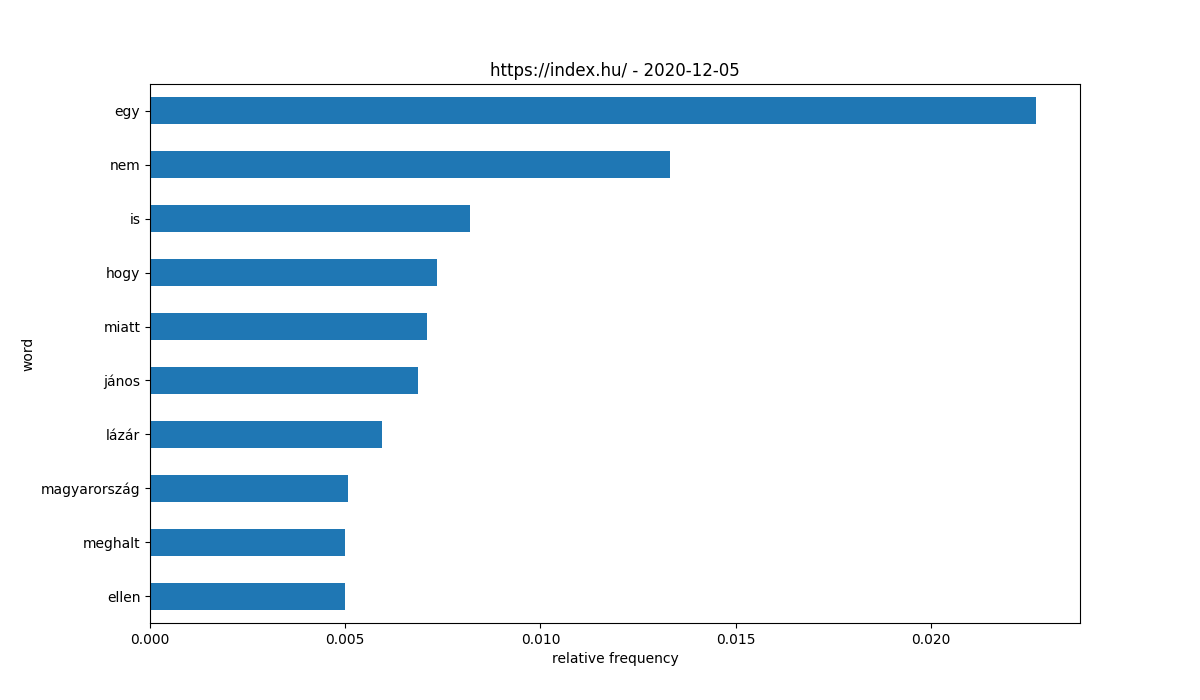 https://index.hu/ - 2020-12-05
egy
nem
is
hogy
miatt
jános
lázár
magyarország
meghalt
ellen
word
0.000 0.005 0.010 0.015 0.020
relative frequency